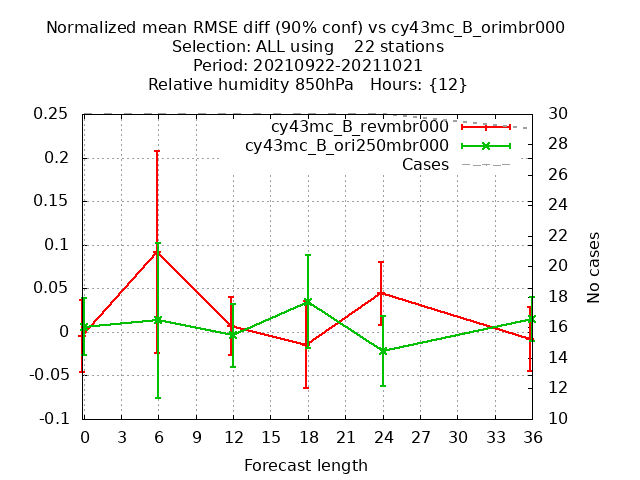 Normalized mean RMSE diff (90% conf) vs cy43mc_B_orimbr000
Selection: ALL using    22 stations
Period: 20210922-20211021
Relative humidity 850hPa   Hours: {12}
cy43mc_B_revmbr000
cy43mc_B_ori250mbr000
Cases
0.25
0.2
0.15
0.1
0.05
0
-0.05
-0.1
30
28
26
24
22
20
18
16
14
12
10
No cases
0 3 6 9 12 15 18 21 24 27 30 33 36
Forecast length